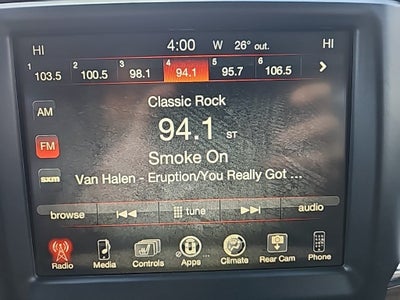 HI 4:00 W 26° out. HI
1 103.5 2 100.5 3 98.1 4 94.1 5 95.7 6 106.5
Classic Rock
AM
94.1 ST
FM
Smoke On
sxm Van Halen - Eruption/You Really Got ...
browse tune audio
Radio Media Controls Apps ... Climate Rear Cam Phone